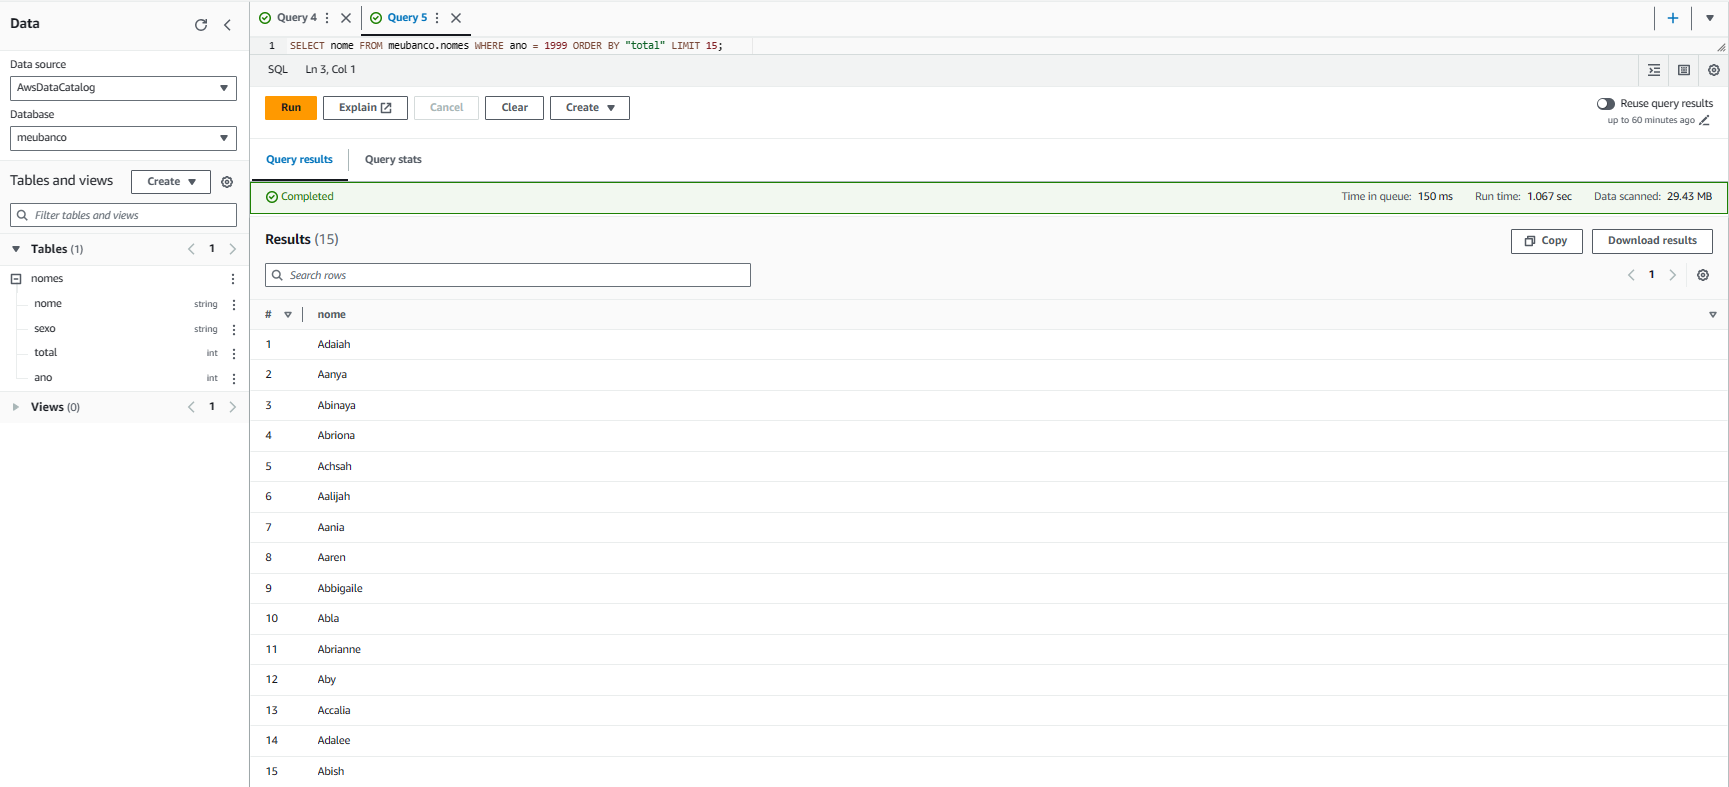 Data
Data source
AwsDataCatalog
Database
meubanco
Tables and views
Create
Filter tables and views
Tables (1)
1
nomes
nome string
sexo string
total int
ano int
Views (0)
1
Query 4
Query 5
1 SELECT nome FROM meubanco.nomes WHERE ano = 1999 ORDER BY "total" LIMIT 15;
SQL Ln 3, Col 1
Run
Explain
Cancel
Clear
Create
Reuse query results
up to 60 minutes ago
Query results
Query stats
Completed
Time in queue: 150 ms
Run time: 1.067 sec
Data scanned: 29.43 MB
Results (15)
Copy
Download results
Search rows
1
# nome
1 Adaiah
2 Aanya
3 Abinaya
4 Abriona
5 Achsah
6 Aalijah
7 Aania
8 Aaren
9 Abbigaile
10 Abla
11 Abrianne
12 Aby
13 Accalia
14 Adalee
15 Abish